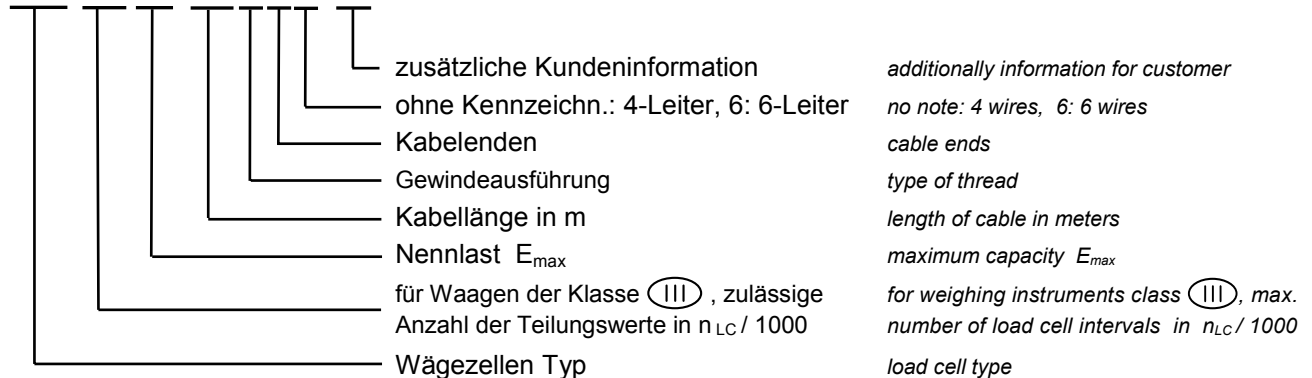 zusätzliche Kundeninformation additionally information for customer
ohne Kennzeichn.: 4-Leiter, 6: 6-Leiter no note: 4 wires, 6: 6 wires
Kabelenden cable ends
Gewindeausführung type of thread
Kabellänge in m length of cable in meters
Nennlast Emax maximum capacity Emax
für Waagen der Klasse III , zulässige for weighing instruments class III, max.
Anzahl der Teilungswerte in n LC / 1000 number of load cell intervals in nLC / 1000
Wägezellen Typ load cell type